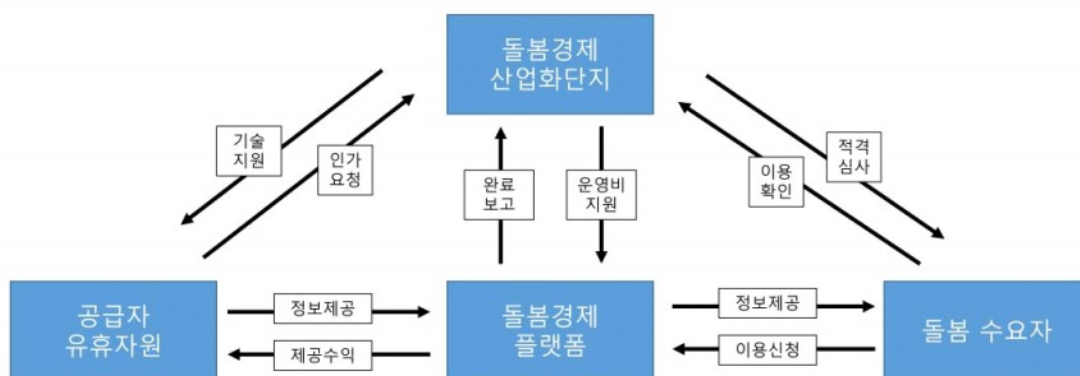 돌봄경제
산업화단지
기술
지원
인가
요청
완료
보고
운영비
지원
이용
확인
적격
심사
공급자
유휴자원
정보제공
제공수익
돌봄경제
플랫폼
정보제공
이용신청
돌봄 수요자